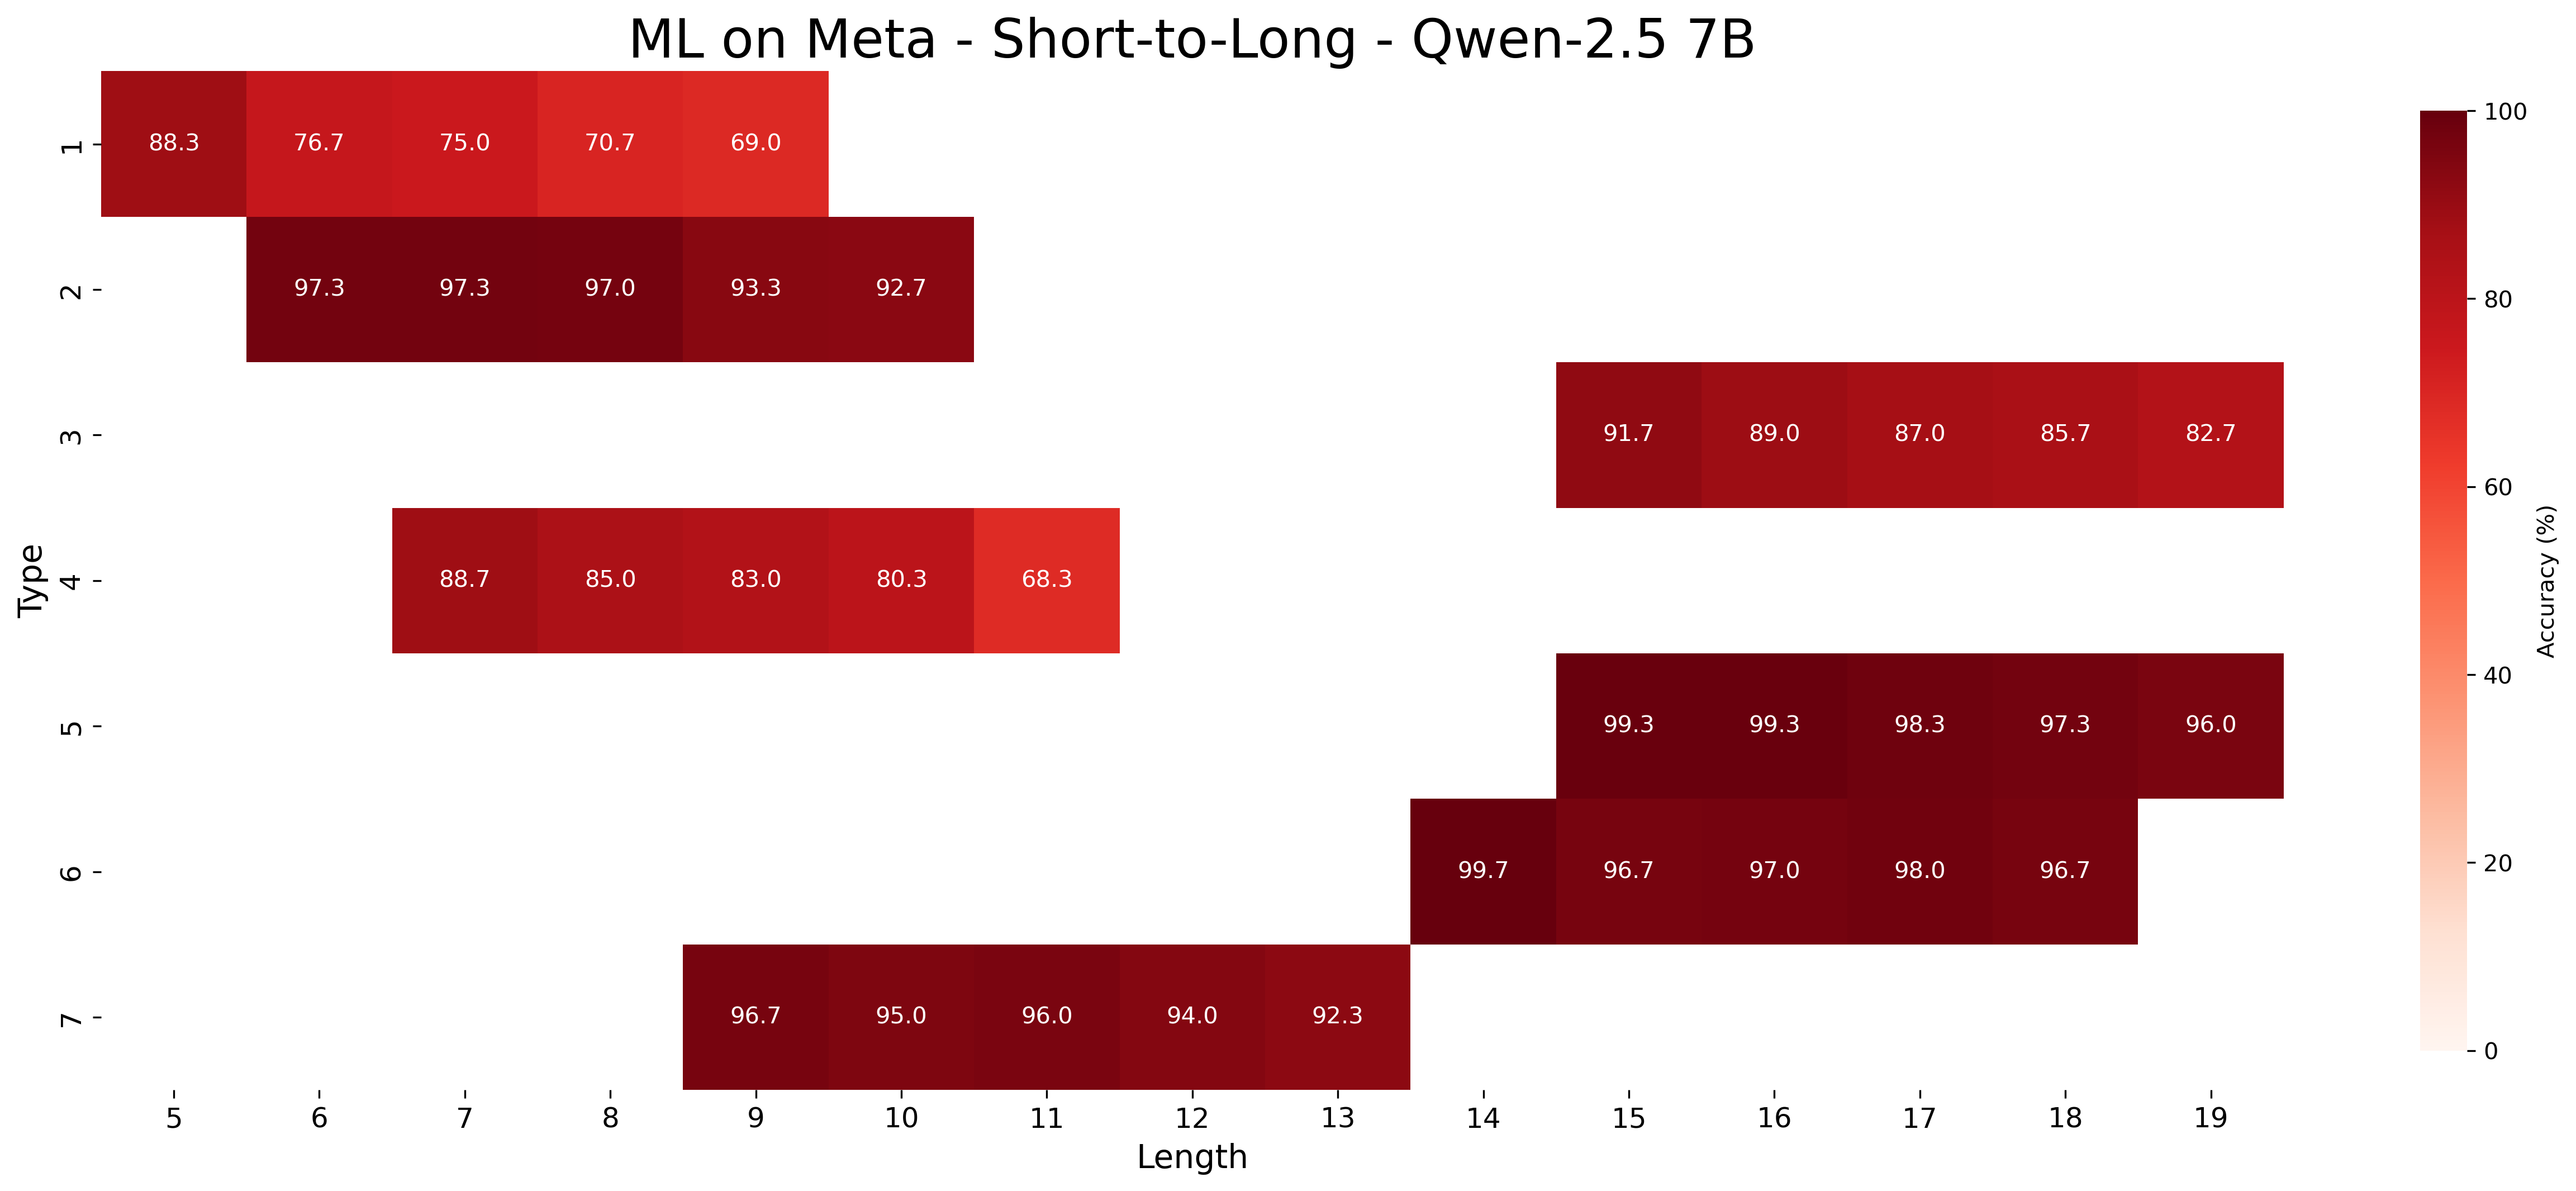 ML on Meta - Short-to-Long - Qwen-2.5 7B
1 88.3 76.7 75.0 70.7 69.0
2 97.3 97.3 97.0 93.3 92.7
3 91.7 89.0 87.0 85.7 82.7
4 88.7 85.0 83.0 80.3 68.3
5 99.3 99.3 98.3 97.3 96.0
6 99.7 96.7 97.0 98.0 96.7
7 96.7 95.0 96.0 94.0 92.3
Type
5 6 7 8 9 10 11 12 13 14 15 16 17 18 19
Length
100
80
60
40
20
0
Accuracy (%)